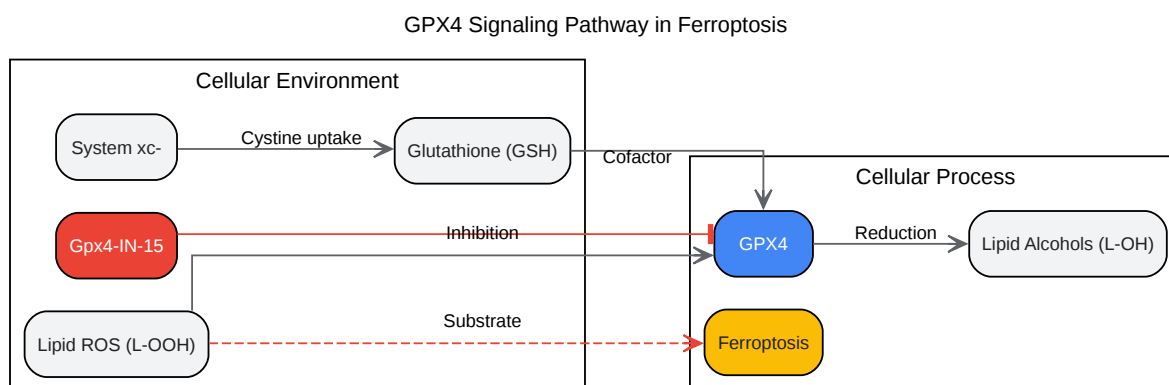 GPX4 Signaling Pathway in Ferroptosis
Cellular Environment
System xc-
Cystine uptake
Glutathione (GSH)
Cofactor
Cellular Process
Gpx4-IN-15
Inhibition
GPX4
Reduction
Lipid Alcohols (L-OH)
Lipid ROS (L-OOH)
Substrate
Ferroptosis